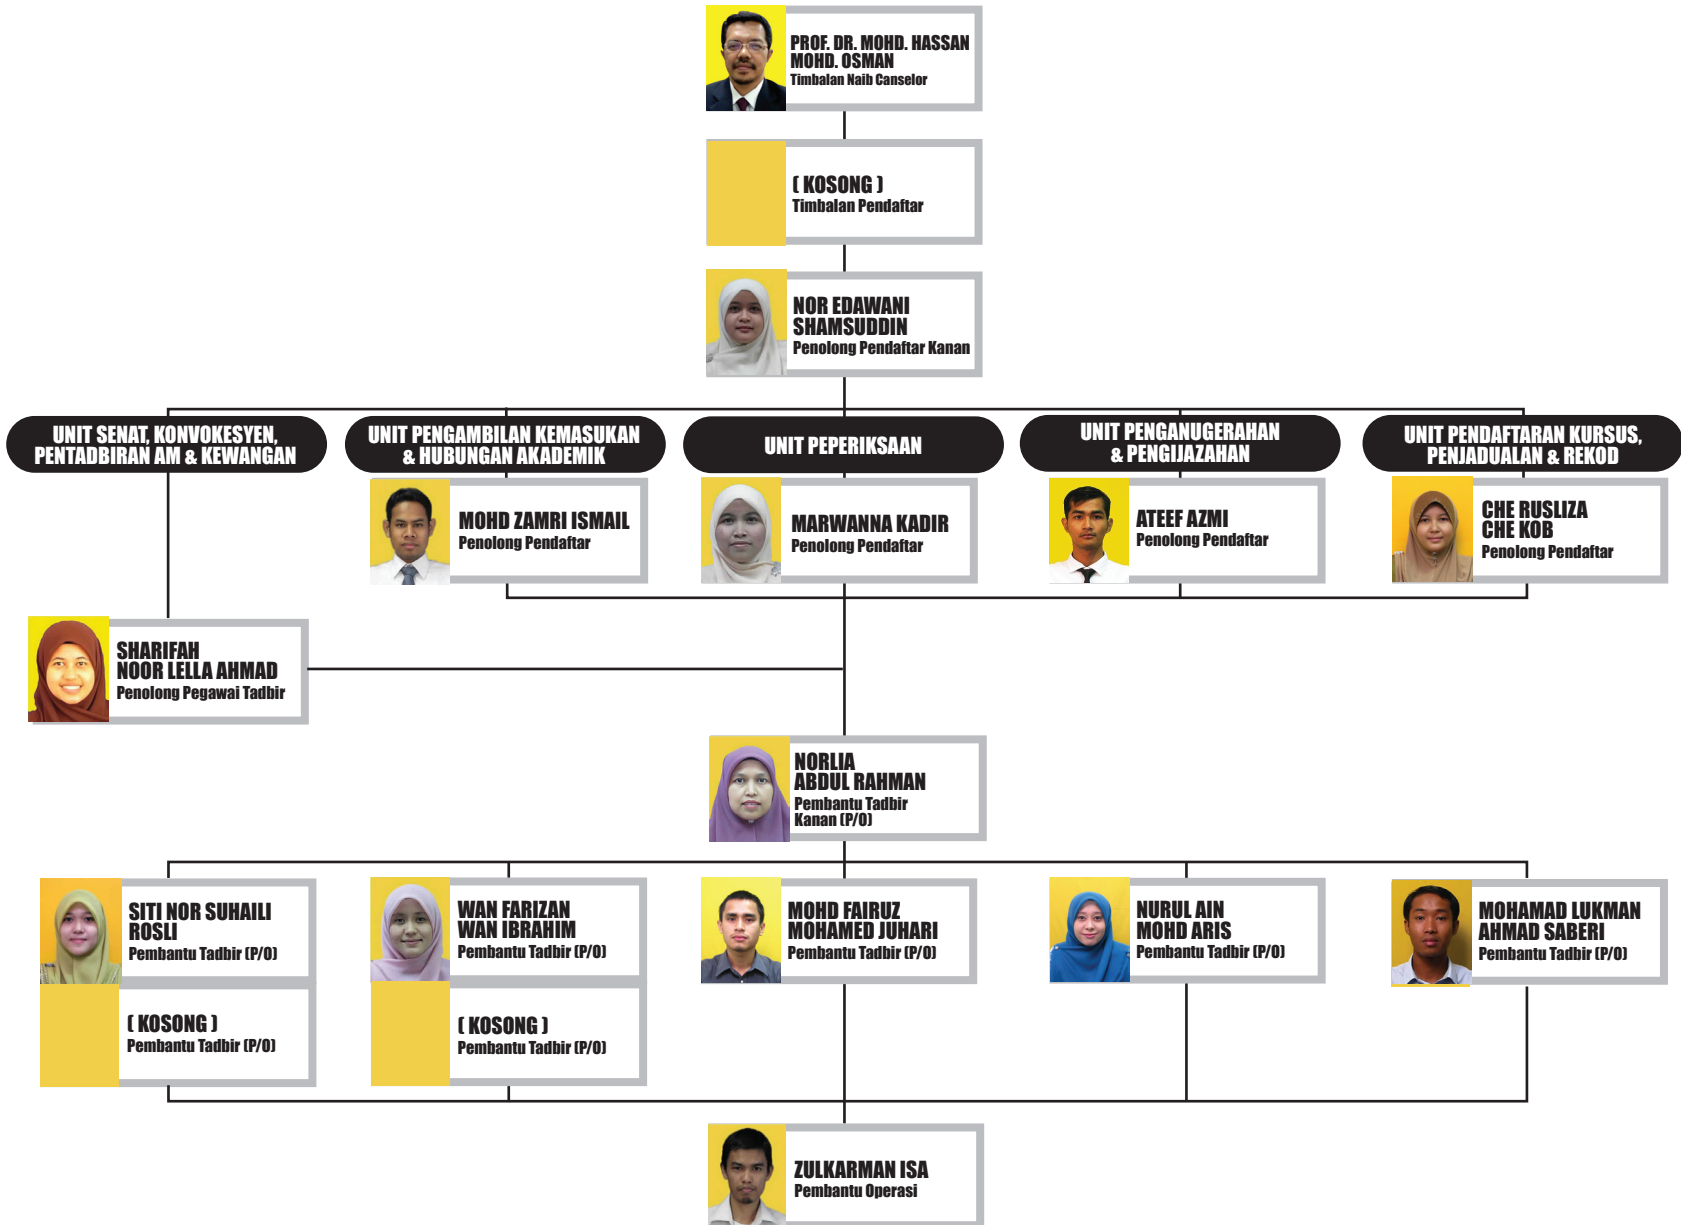 PROF. DR. MOHD. HASSAN
MOHD. OSMAN
Timbalan Naib Canselor
( KOSONG )
Timbalan Pendaftar
NOR EDAWANI
SHAMSUDDIN
Penolong Pendaftar Kanan
UNIT SENAT, KONVOKESYEN,
PENTADBIRAN AM & KEWANGAN
UNIT PENGAMBILAN KEMASUKAN
& HUBUNGAN AKADEMIK
UNIT PEPERIKSAAN
UNIT PENGANUGERAHAN
& PENGIJAZAHAN
UNIT PENDAFTARAN KURSUS,
PENJADUALAN & REKOD
MOHD ZAMRI ISMAIL
Penolong Pendaftar
MARWANNA KADIR
Penolong Pendaftar
ATEEF AZMI
Penolong Pendaftar
CHE RUSLIZA
CHE KOB
Penolong Pendaftar
SHARIFAH
NOOR LELLA AHMAD
Penolong Pegawai Tadbir
NORLIA
ABDUL RAHMAN
Pembantu Tadbir
Kanan (P/O)
SITI NOR SUHAILI
ROSLI
Pembantu Tadbir (P/O)
WAN FARIZAN
WAN IBRAHIM
Pembantu Tadbir (P/O)
MOHD FAIRUZ
MOHAMED JUHARI
Pembantu Tadbir (P/O)
NURUL AIN
MOHD ARIS
Pembantu Tadbir (P/O)
MOHAMAD LUKMAN
AHMAD SABERI
Pembantu Tadbir (P/O)
( KOSONG )
Pembantu Tadbir (P/O)
( KOSONG )
Pembantu Tadbir (P/O)
ZULKARMAN ISA
Pembantu Operasi